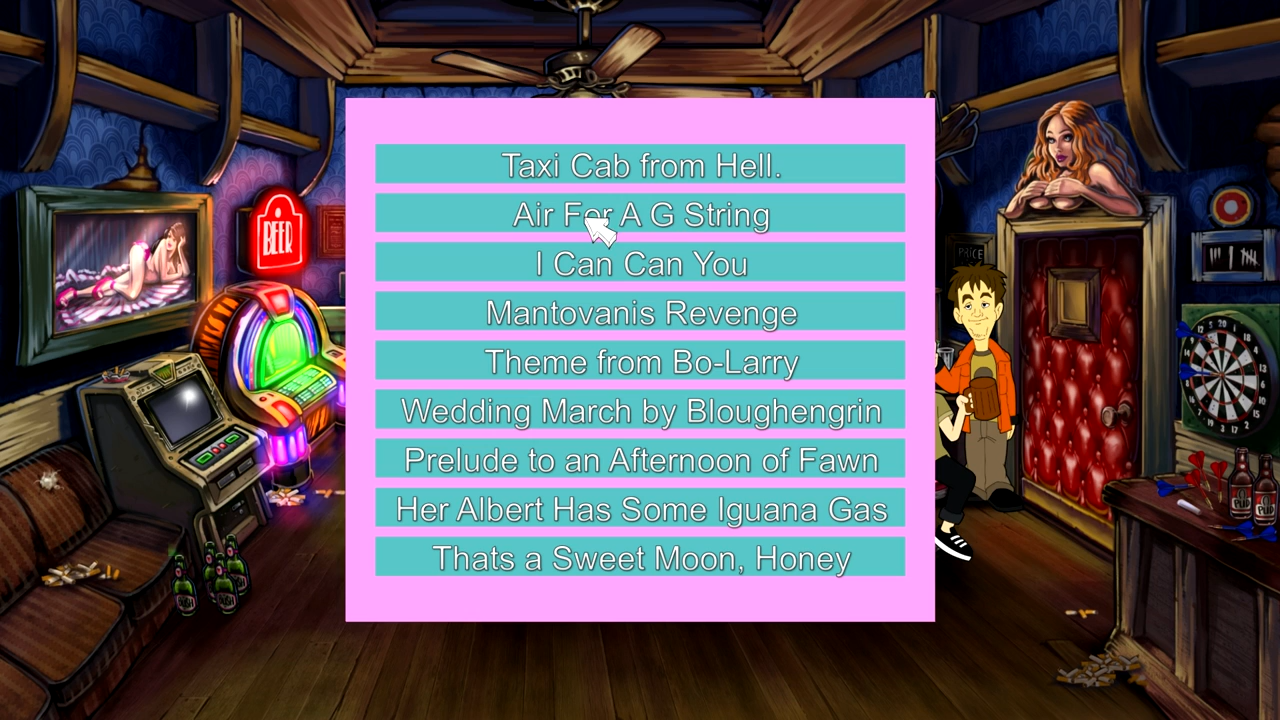 Taxi Cab from Hell.
Air For A G String
I Can Can You
Mantovanis Revenge
Theme from Bo-Larry
Wedding March by Bloughengrin
Prelude to an Afternoon of Fawn
Her Albert Has Some Iguana Gas
Thats a Sweet Moon, Honey
BEER
PRICE